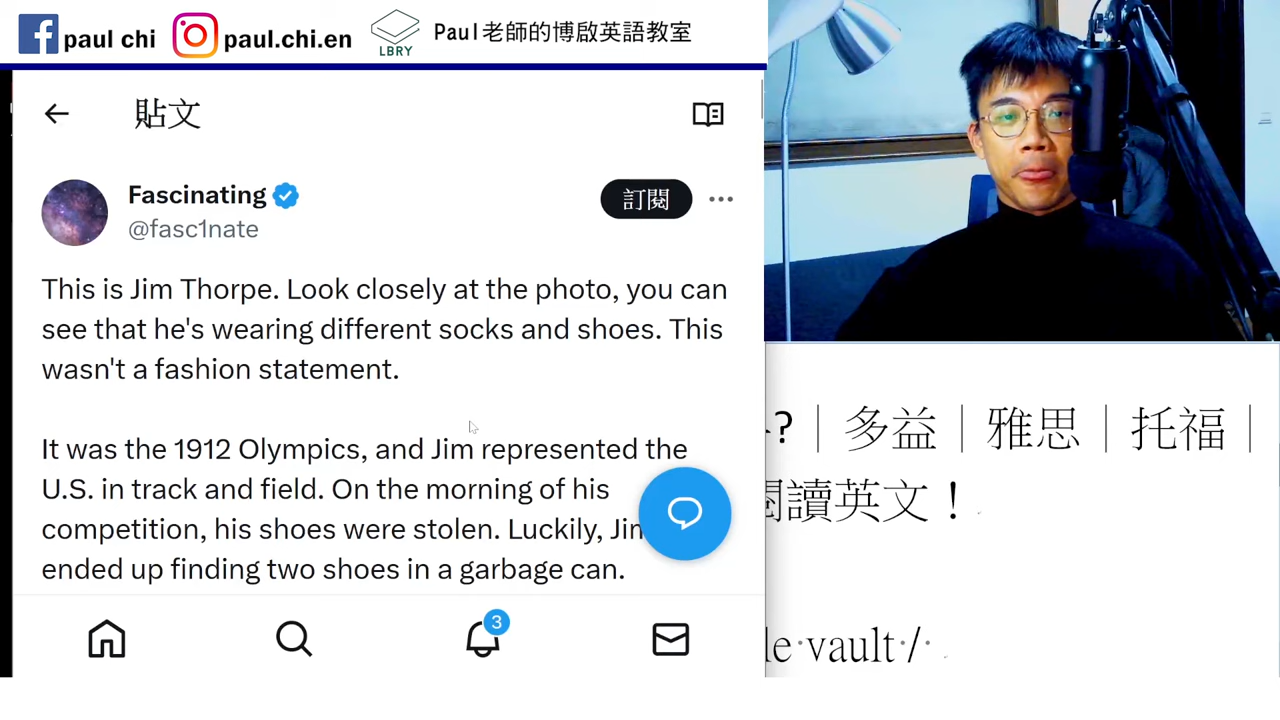 paul chi
paul.chi.en
LBRY
Paul老師的博啟英語教室
貼文
Fascinating
@fasc1nate
訂閱
This is Jim Thorpe. Look closely at the photo, you can
see that he's wearing different socks and shoes. This
wasn't a fashion statement.
It was the 1912 Olympics, and Jim represented the
U.S. in track and field. On the morning of his
competition, his shoes were stolen. Luckily, Jim
ended up finding two shoes in a garbage can.
3
?｜多益｜雅思｜托福｜
閱讀英文！
le vault /